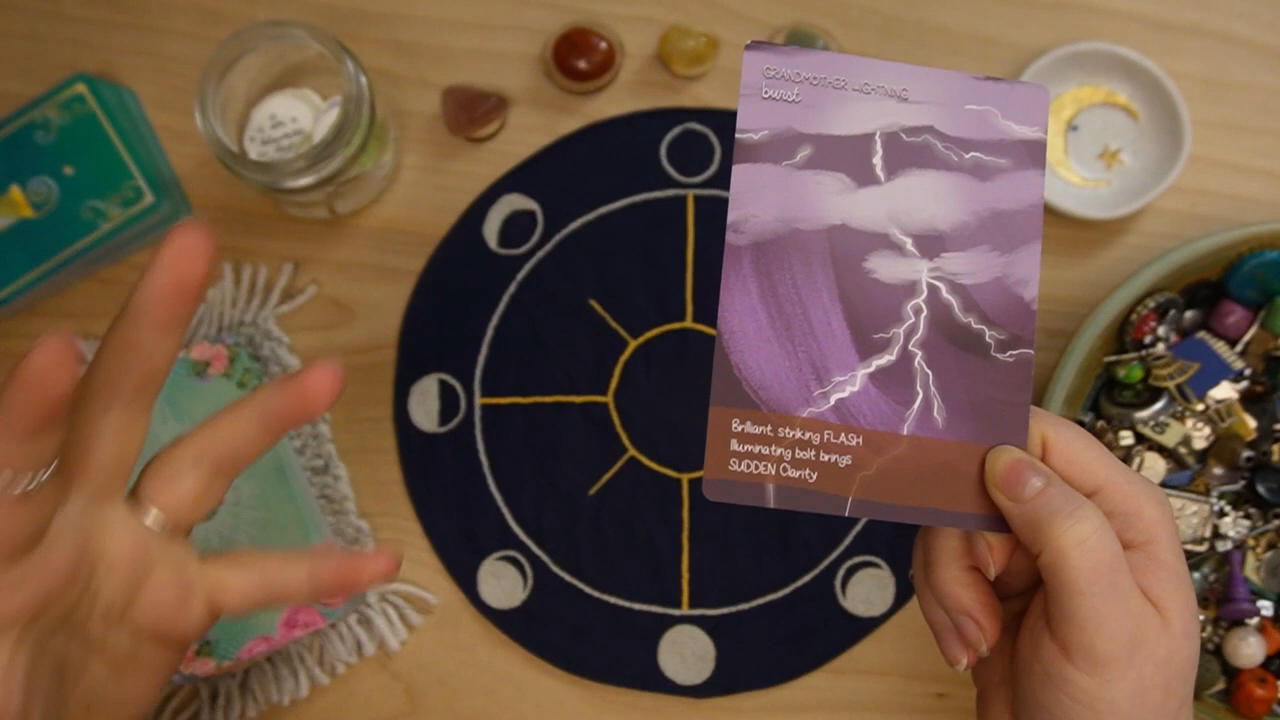 GRANDMOTHER LIGHTNING
burst
Brilliant, striking FLASH
Illuminating bolt brings
SUDDEN Clarity